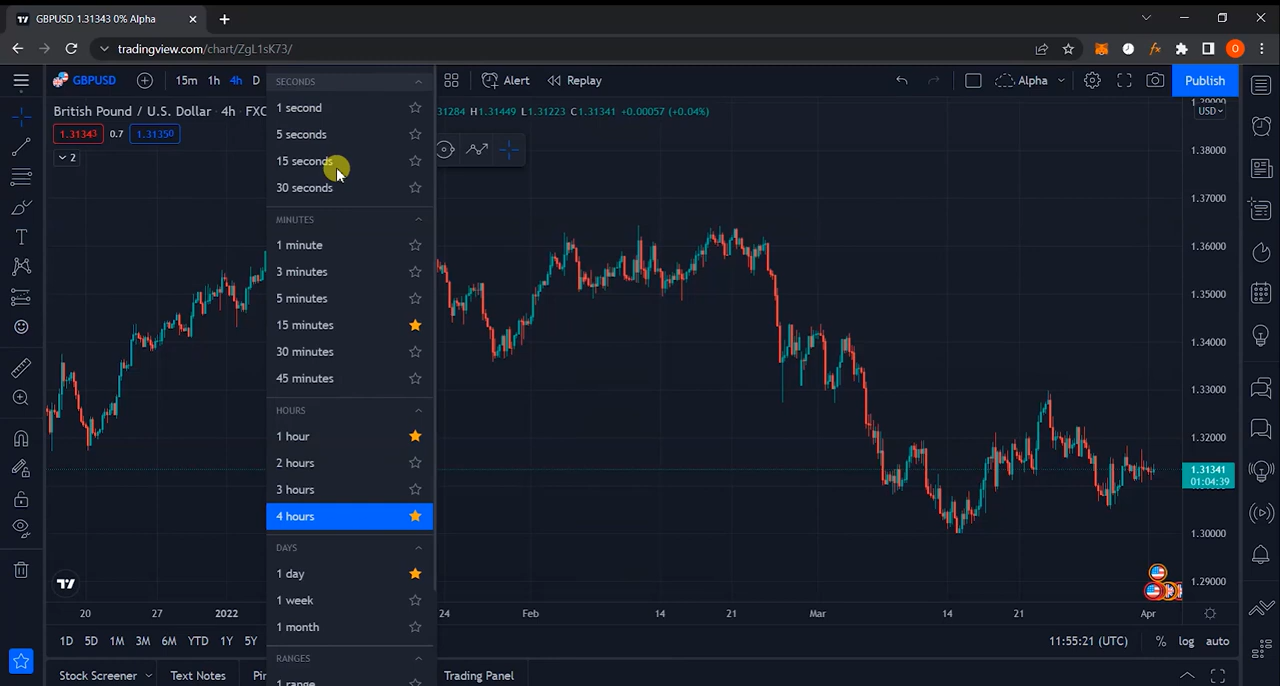 GBPUSD 1.31343 0% Alpha
tradingview.com/chart/ZgL1sK73/
O
GBPUSD 15m 1h 4h D Alert Replay Alpha Publish
British Pound / U.S. Dollar · 4h · FXC
31284 H1.31449 L1.31223 C1.31341 +0.00057 (+0.04%)
1.31343 0.7 1.31350
2
SECONDS
1 second
5 seconds
15 seconds
30 seconds
MINUTES
1 minute
3 minutes
5 minutes
15 minutes
30 minutes
45 minutes
HOURS
1 hour
2 hours
3 hours
4 hours
DAYS
1 day
1 week
1 month
RANGES
1 range
1.39000
USD
1.38000
1.37000
1.36000
1.35000
1.34000
1.33000
1.32000
1.31341
01:04:39
1.30000
1.29000
20 27 2022 24 Feb 14 21 Mar 14 21 Apr
1D 5D 1M 3M 6M YTD 1Y 5Y 11:55:21 (UTC) % log auto
Stock Screener Text Notes Pin Trading Panel